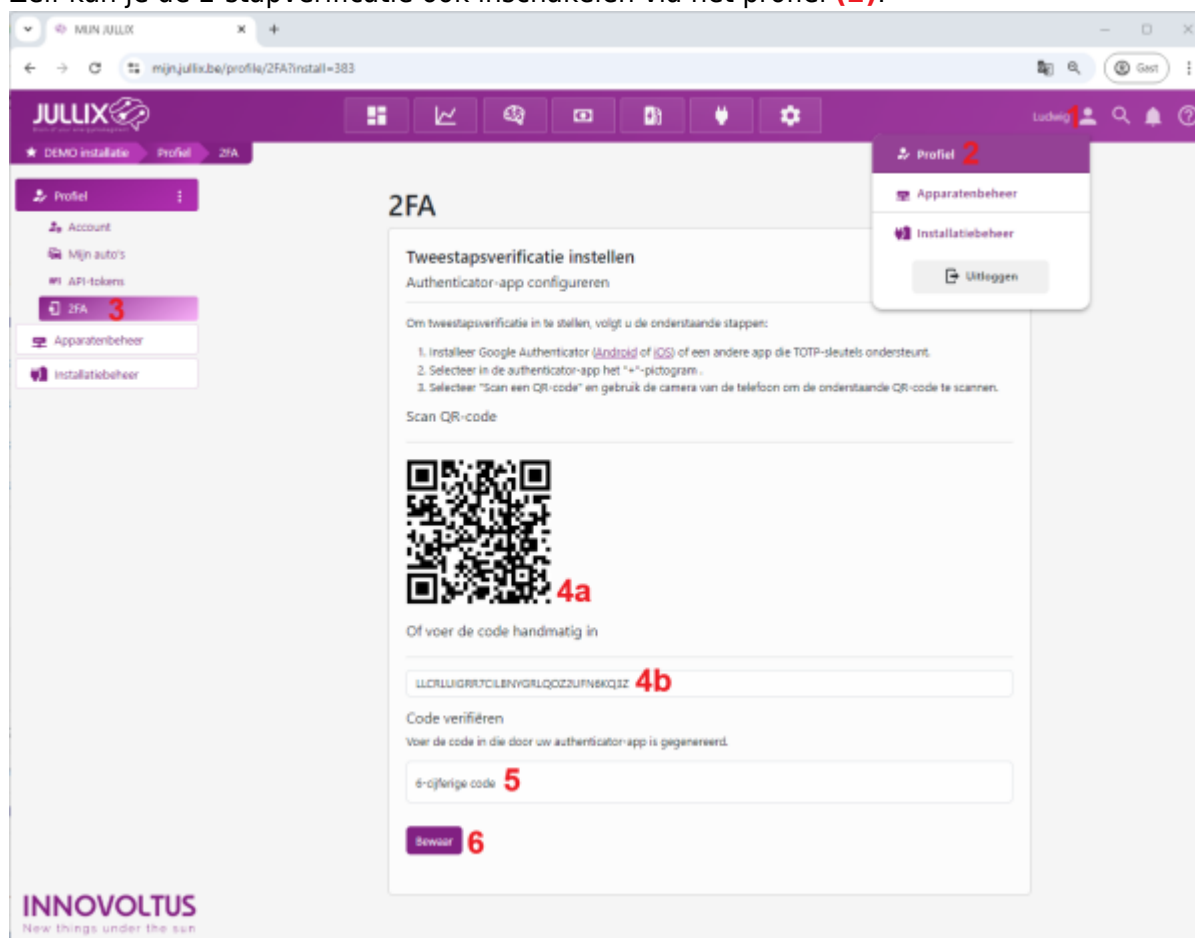 Zelf kan je de 2-stapverificatie ook inschakelen via het profiel (2).
MIJN JULLIX
mijn.jullix.be/profile/2FA?install=383
Gast
JULLIX
Ludwig 1
DEMO installatie Profiel 2FA
Profiel 2
Profiel
Apparatenbeheer
2FA
Account
Installatiebeheer
Mijn auto's
Tweestapsverificatie instellen
API-tokens
Authenticator-app configureren
Uitloggen
2FA 3
Om tweestapsverificatie in te stellen, volgt u de onderstaande stappen:
Apparatenbeheer
1. Installeer Google Authenticator (Android of iOS) of een andere app die TOTP-sleutels ondersteunt.
2. Selecteer in de authenticator-app het "+"-pictogram .
Installatiebeheer
3. Selecteer "Scan een QR-code" en gebruik de camera van de telefoon om de onderstaande QR-code te scannen.
Scan QR-code
4a
Of voer de code handmatig in
4b
Code verifiëren
Voer de code in die door uw authenticator-app is gegenereerd.
6-cijferige code 5
Bewaar 6
INNOVOLTUS
New things under the sun